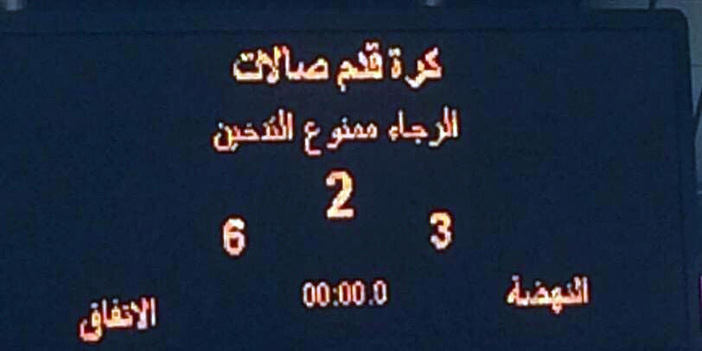 كرة قدم صالات
الرجاء ممنوع التدخين
2
3 6
النهضة 00:00.0 الاتفاق